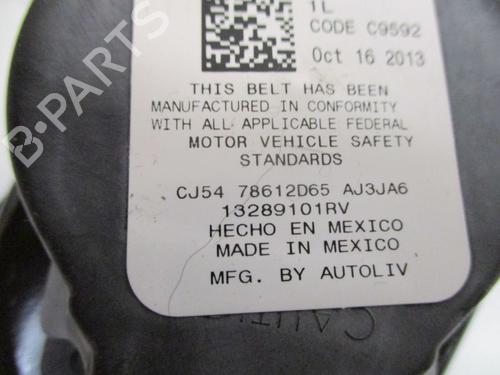 1L
CODE C9592
Oct 16 2013
THIS BELT HAS BEEN
MANUFACTURED IN CONFORMITY
WITH ALL APPLICABLE FEDERAL
MOTOR VEHICLE SAFETY
STANDARDS
CJ54 78612D65 AJ3JA6
13289101RV
HECHO EN MEXICO
MADE IN MEXICO
MFG. BY AUTOLIV
CAUTIO
B-PARTS